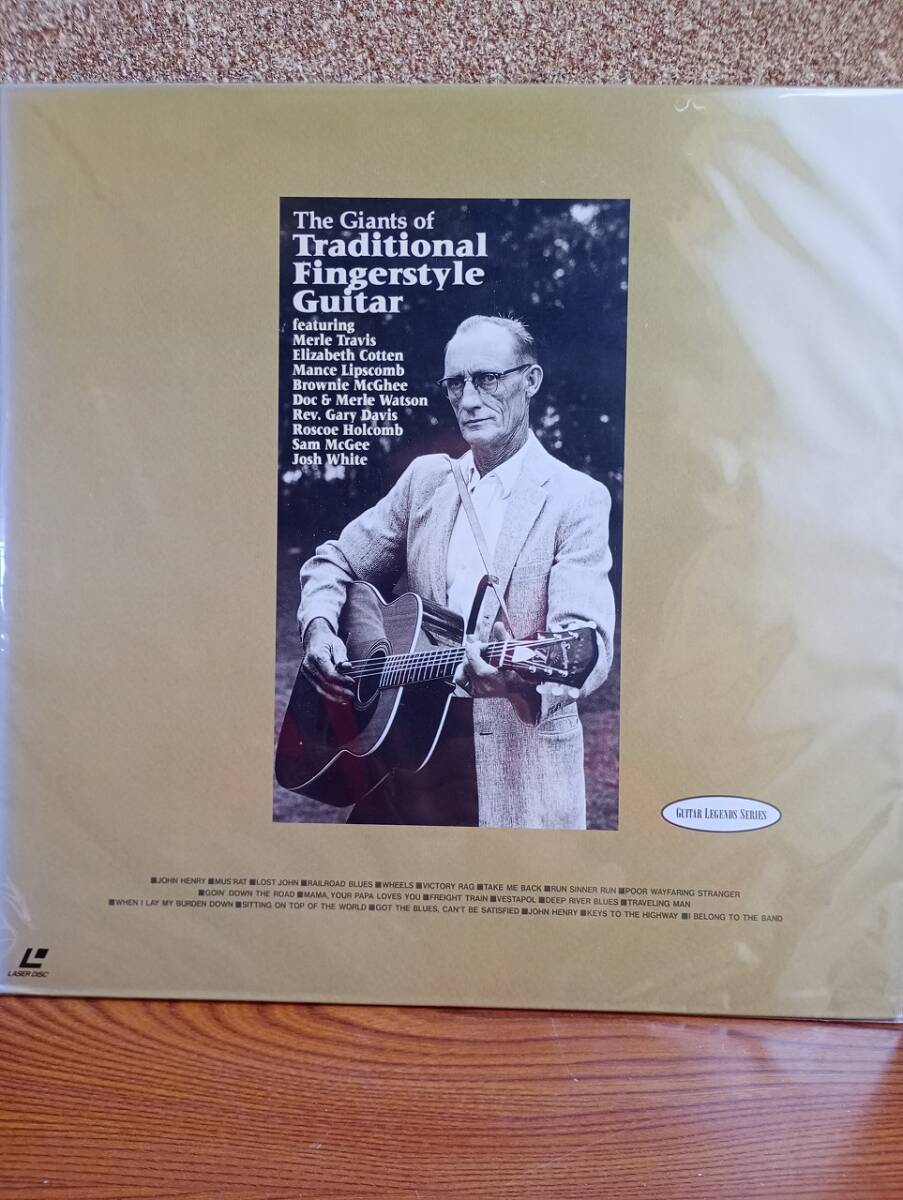 The Giants of
Traditional
Fingerstyle
Guitar
featuring
Merle Travis
Elizabeth Cotten
Mance Lipscomb
Brownie McGhee
Doc & Merle Watson
Rev. Gary Davis
Roscoe Holcomb
Sam McGee
Josh White
GUITAR LEGENDS SERIES
■JOHN HENRY ■MUS'RAT ■LOST JOHN ■RAILROAD BLUES ■WHEELS ■VICTORY RAG ■TAKE ME BACK ■RUN SINNER RUN ■POOR WAYFARING STRANGER
■GOIN' DOWN THE ROAD ■MAMA, YOUR PAPA LOVES YOU ■FREIGHT TRAIN ■VESTAPOL ■DEEP RIVER BLUES ■TRAVELING MAN
■WHEN I LAY MY BURDEN DOWN ■SITTING ON TOP OF THE WORLD ■GOT THE BLUES, CAN'T BE SATISFIED ■JOHN HENRY ■KEYS TO THE HIGHWAY ■I BELONG TO THE BAND
LASER DISC